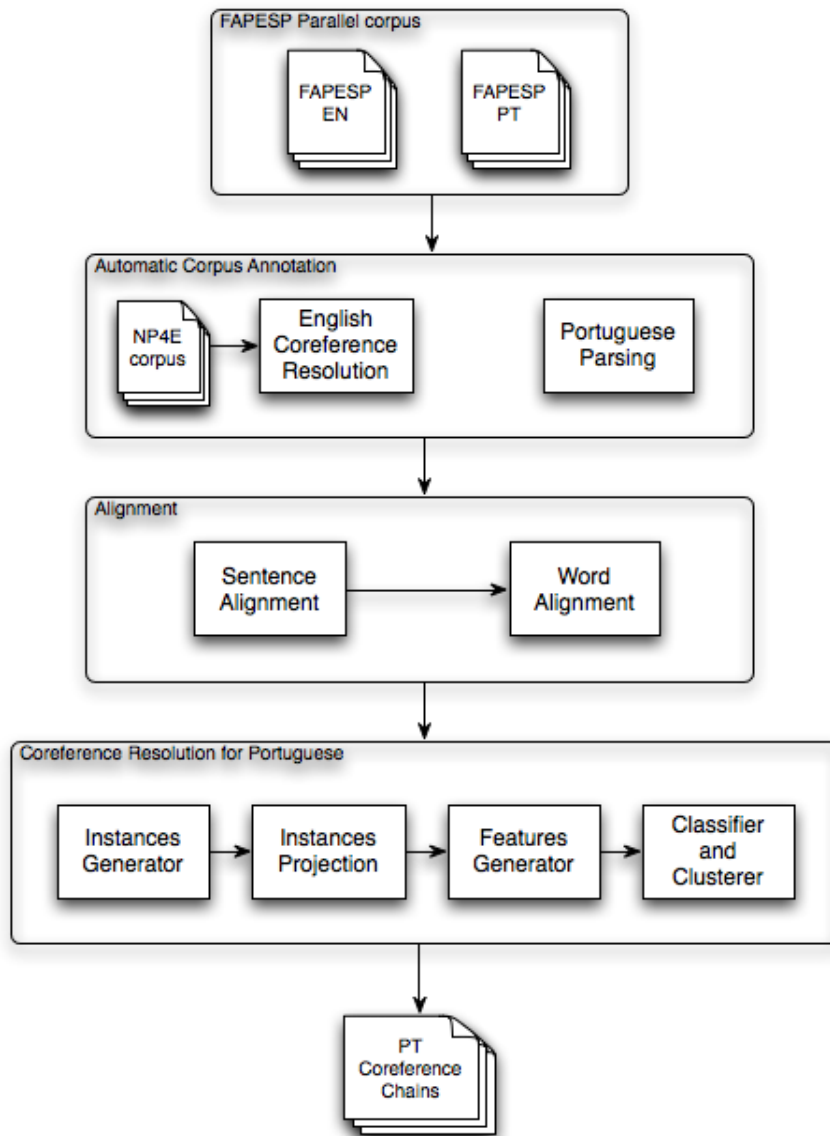 FAPESP Parallel corpus
FAPESP
EN
FAPESP
PT
Automatic Corpus Annotation
NP4E
corpus
English
Coreference
Resolution
Portuguese
Parsing
Alignment
Sentence
Alignment
Word
Alignment
Coreference Resolution for Portuguese
Instances
Generator
Instances
Projection
Features
Generator
Classifier
and
Clusterer
PT
Coreference
Chains